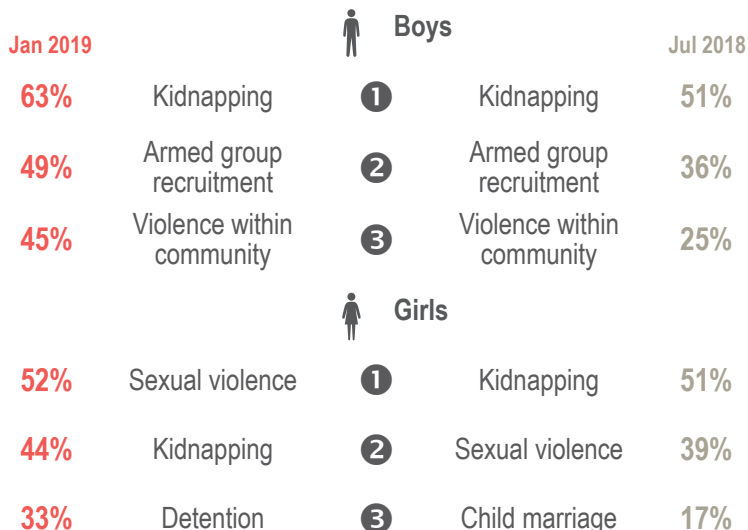 Boys
Jan 2019 Jul 2018
63% Kidnapping 1 Kidnapping 51%
49% Armed group recruitment 2 Armed group recruitment 36%
45% Violence within community 3 Violence within community 25%
Girls
52% Sexual violence 1 Kidnapping 51%
44% Kidnapping 2 Sexual violence 39%
33% Detention 3 Child marriage 17%